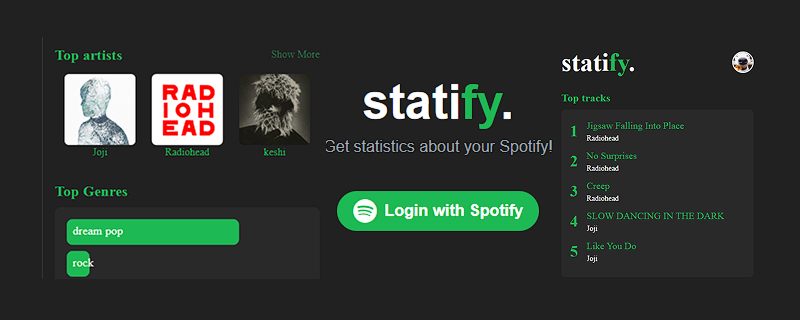 Top artists
Show More
RAD
IOH
EAD
Joji
Radiohead
keshi
Top Genres
dream pop
rock
statify.
Get statistics about your Spotify!
Login with Spotify
statify.
Top tracks
1 Jigsaw Falling Into Place
Radiohead
2 No Surprises
Radiohead
3 Creep
Radiohead
4 SLOW DANCING IN THE DARK
Joji
5 Like You Do
Joji